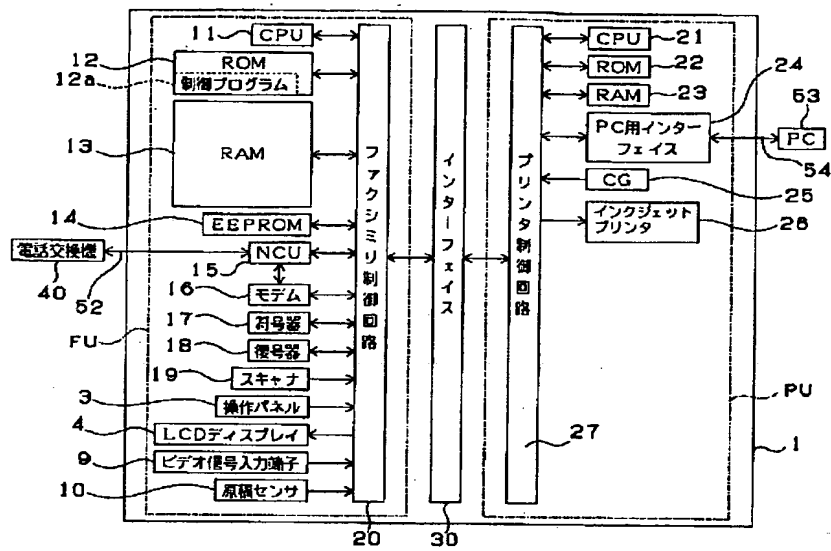 11
CPU
12
ROM
12a
制御プログラム
13
RAM
14
EEPROM
電話交換機
40
52
15
NCU
16
モデム
17
符号器
FU
18
復号器
19
スキャナ
3
操作パネル
4
LCDディスプレイ
9
ビデオ信号入力端子
10
原稿センサ
ファクシミリ制御回路
20
インターフェイス
30
プリンタ制御回路
27
CPU
21
ROM
22
RAM
23
24
PC用インター
フェイス
53
PC
54
CG
25
インクジェット
プリンタ
26
PU
1